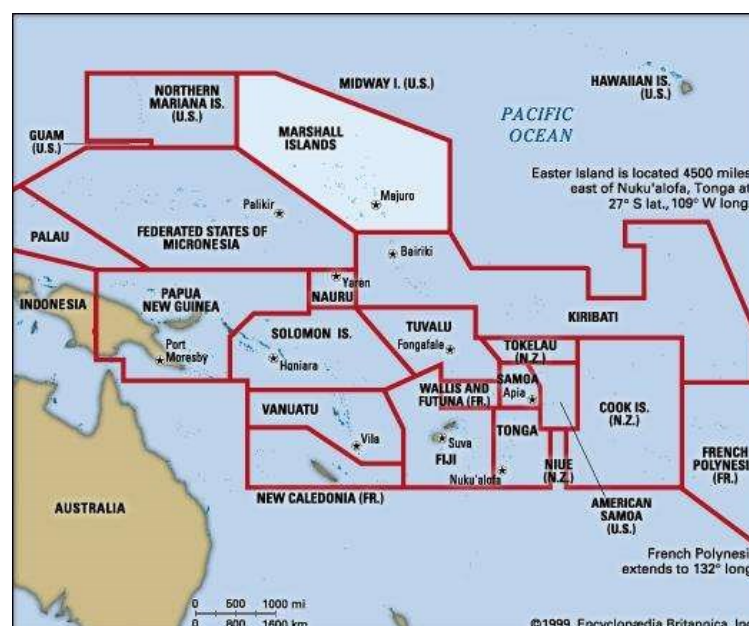 NORTHERN
MARIANA IS.
(U.S.)
MIDWAY I. (U.S.)
HAWAIIAN IS.
(U.S.)
GUAM
(U.S.)
MARSHALL
ISLANDS
PACIFIC
OCEAN
Easter Island is located 4500 miles
east of Nuku'alofa, Tonga at
27° S lat., 109° W long
Majuro
Palikir
FEDERATED STATES OF
MICRONESIA
PALAU
Bairiki
Yaren
NAURU
INDONESIA
PAPUA
NEW GUINEA
KIRIBATI
Port
Moresby
SOLOMON IS.
Honiara
TUVALU
Fongafale
TOKELAU
(N.Z.)
WALLIS AND
FUTUNA (FR.)
SAMOA
Apia
VANUATU
Vila
Suva
FIJI
TONGA
Nuku'alofa
NIUE
(N.Z.)
COOK IS.
(N.Z.)
FRENCH
POLYNESI
(FR.)
NEW CALEDONIA (FR.)
AMERICAN
SAMOA
(U.S.)
AUSTRALIA
French Polynesi
extends to 132° long
0 500 1000 mi
0 800 1600 km
©1999, Encyclopædia Britannica, Inc